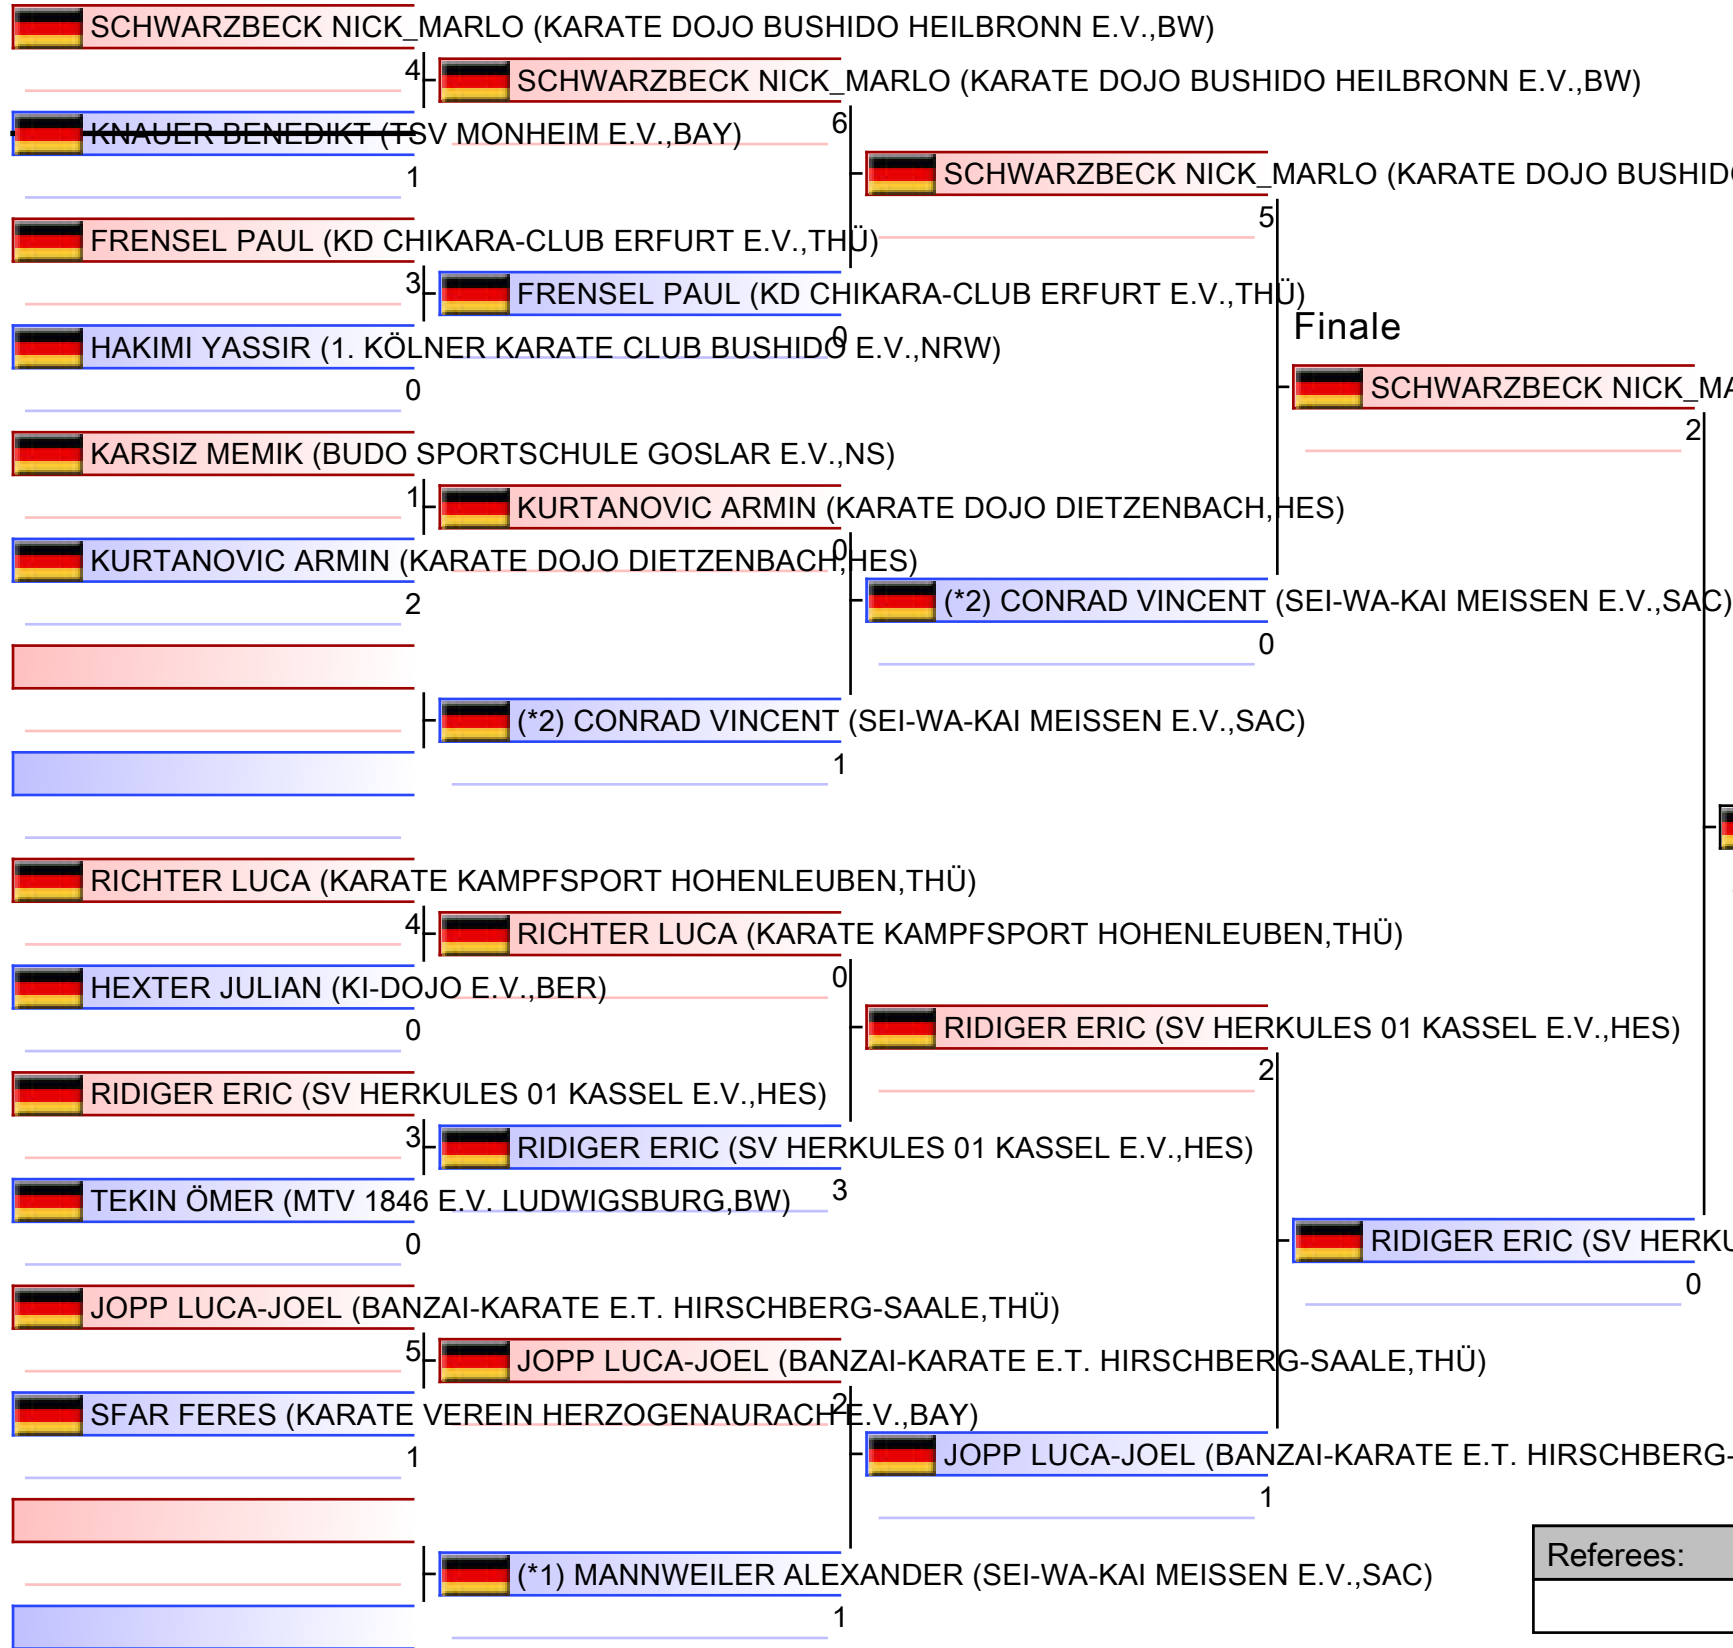 SCHWARZBECK NICK_MARLO (KARATE DOJO BUSHIDO HEILBRONN E.V.,BW)
4
SCHWARZBECK NICK_MARLO (KARATE DOJO BUSHIDO HEILBRONN E.V.,BW)
6
KNAUER BENEDIKT (TSV MONHEIM E.V.,BAY)
1
SCHWARZBECK NICK_MARLO (KARATE DOJO BUSHIDO
5
FRENSEL PAUL (KD CHIKARA-CLUB ERFURT E.V.,THÜ)
3
FRENSEL PAUL (KD CHIKARA-CLUB ERFURT E.V.,THÜ)
0
HAKIMI YASSIR (1. KÖLNER KARATE CLUB BUSHIDO E.V.,NRW)
0
Finale
SCHWARZBECK NICK_MA
2
KARSIZ MEMIK (BUDO SPORTSCHULE GOSLAR E.V.,NS)
1
KURTANOVIC ARMIN (KARATE DOJO DIETZENBACH,HES)
0
KURTANOVIC ARMIN (KARATE DOJO DIETZENBACH,HES)
2
(*2) CONRAD VINCENT (SEI-WA-KAI MEISSEN E.V.,SAC)
0
(*2) CONRAD VINCENT (SEI-WA-KAI MEISSEN E.V.,SAC)
1
RICHTER LUCA (KARATE KAMPFSPORT HOHENLEUBEN,THÜ)
4
RICHTER LUCA (KARATE KAMPFSPORT HOHENLEUBEN,THÜ)
0
HEXTER JULIAN (KI-DOJO E.V.,BER)
0
RIDIGER ERIC (SV HERKULES 01 KASSEL E.V.,HES)
2
RIDIGER ERIC (SV HERKULES 01 KASSEL E.V.,HES)
3
RIDIGER ERIC (SV HERKULES 01 KASSEL E.V.,HES)
3
TEKIN ÖMER (MTV 1846 E.V. LUDWIGSBURG,BW)
0
RIDIGER ERIC (SV HERKU
0
JOPP LUCA-JOEL (BANZAI-KARATE E.T. HIRSCHBERG-SAALE,THÜ)
5
JOPP LUCA-JOEL (BANZAI-KARATE E.T. HIRSCHBERG-SAALE,THÜ)
2
SFAR FERES (KARATE VEREIN HERZOGENAURACH E.V.,BAY)
1
JOPP LUCA-JOEL (BANZAI-KARATE E.T. HIRSCHBERG-
1
(*1) MANNWEILER ALEXANDER (SEI-WA-KAI MEISSEN E.V.,SAC)
1
Referees: